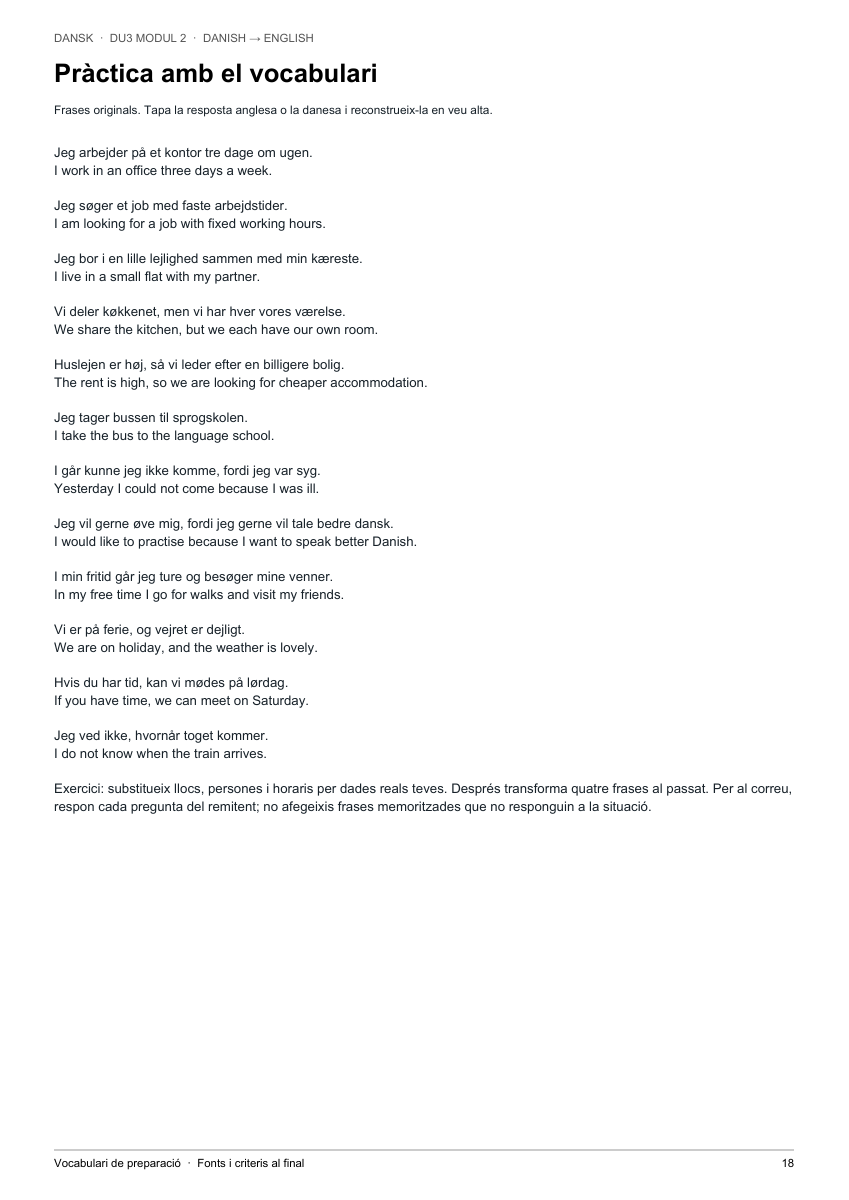 DANSK · DU3 MODUL 2 · DANISH → ENGLISH
Pràctica amb el vocabulari
Frases originals. Tapa la resposta anglesa o la danesa i reconstrueix-la en veu alta.
Jeg arbejder på et kontor tre dage om ugen.
I work in an office three days a week.
Jeg søger et job med faste arbejdstider.
I am looking for a job with fixed working hours.
Jeg bor i en lille lejlighed sammen med min kæreste.
I live in a small flat with my partner.
Vi deler køkkenet, men vi har hver vores værelse.
We share the kitchen, but we each have our own room.
Huslejen er høj, så vi leder efter en billigere bolig.
The rent is high, so we are looking for cheaper accommodation.
Jeg tager bussen til sprogskolen.
I take the bus to the language school.
I går kunne jeg ikke komme, fordi jeg var syg.
Yesterday I could not come because I was ill.
Jeg vil gerne øve mig, fordi jeg gerne vil tale bedre dansk.
I would like to practise because I want to speak better Danish.
I min fritid går jeg ture og besøger mine venner.
In my free time I go for walks and visit my friends.
Vi er på ferie, og vejret er dejligt.
We are on holiday, and the weather is lovely.
Hvis du har tid, kan vi mødes på lørdag.
If you have time, we can meet on Saturday.
Jeg ved ikke, hvornår toget kommer.
I do not know when the train arrives.
Exercici: substitueix llocs, persones i horaris per dades reals teves. Després transforma quatre frases al passat. Per al correu,
respon cada pregunta del remitent; no afegeixis frases memoritzades que no responguin a la situació.
Vocabulari de preparació · Fonts i criteris al final
18